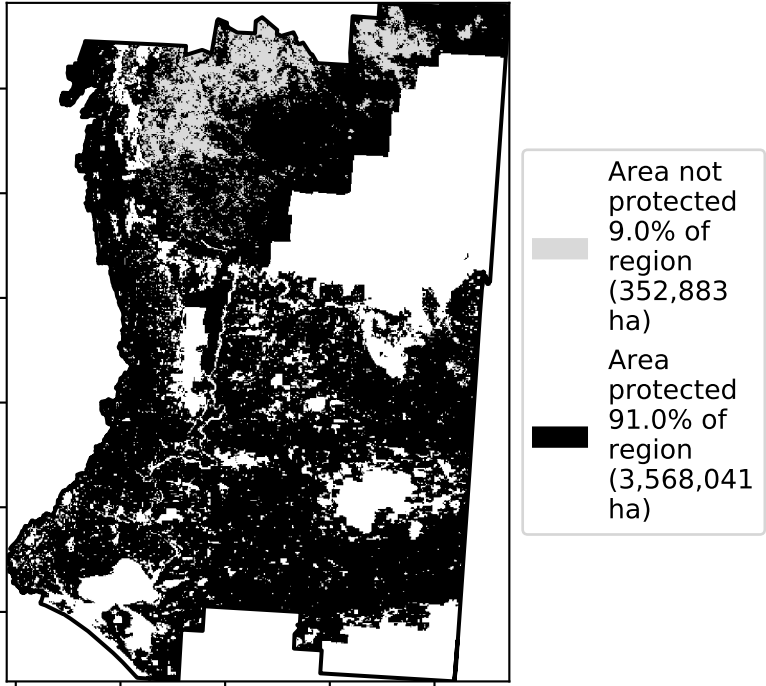 Area not
protected
9.0% of
region
(352,883
ha)
Area
protected
91.0% of
region
(3,568,041
ha)